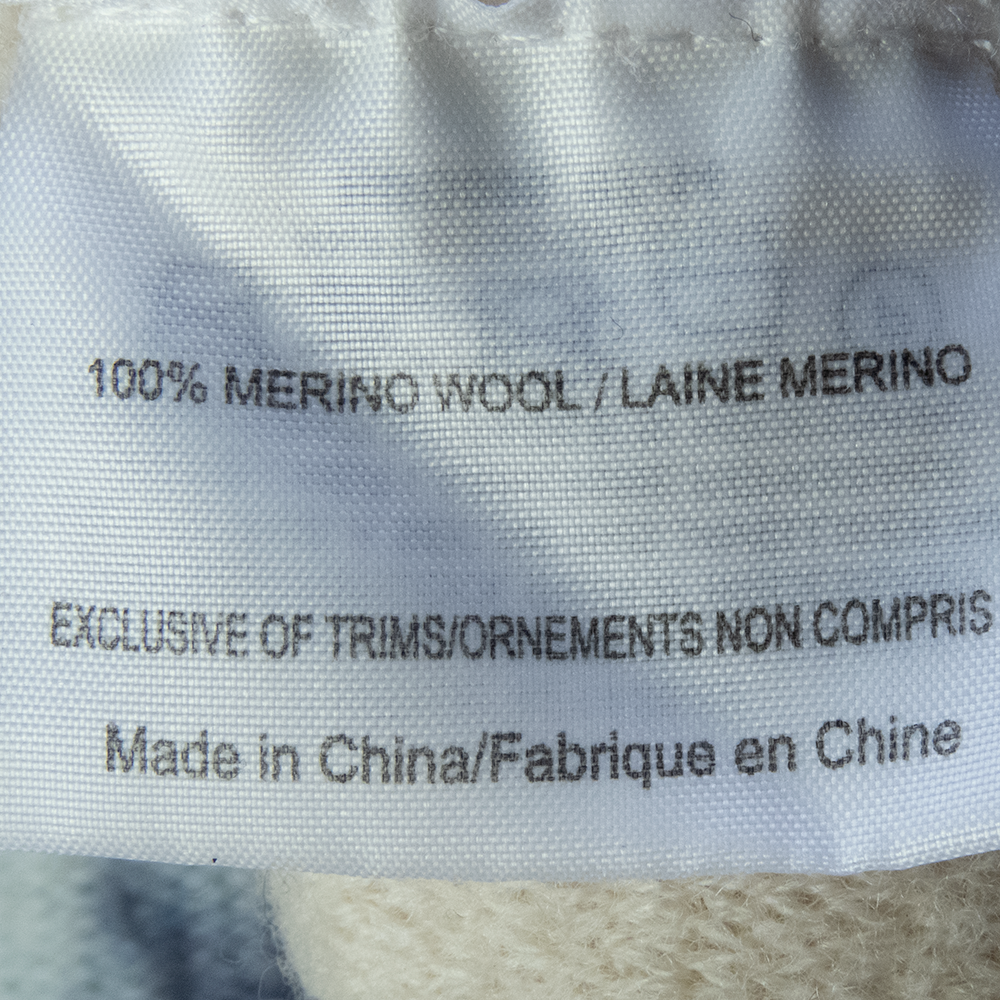 100% MERINO WOOL / LAINE MERINO
EXCLUSIVE OF TRIMS/ORNEMENTS NON COMPRIS
Made in China/Fabrique en Chine